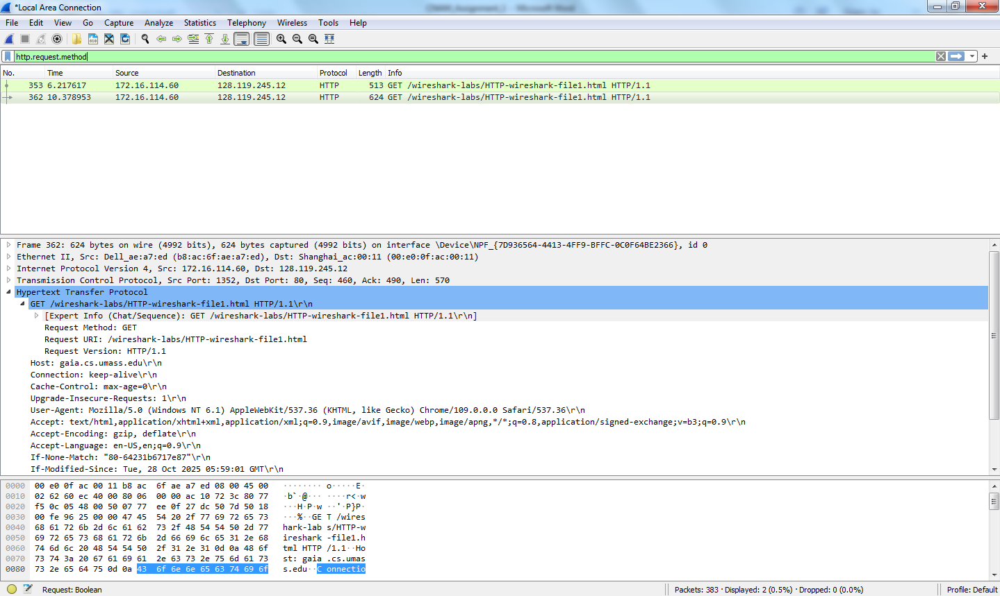 *Local Area Connection
File Edit View Go Capture Analyze Statistics Telephony Wireless Tools Help
http.request.method
No. Time Source Destination Protocol Length Info
353 6.217617 172.16.114.60 128.119.245.12 HTTP 513 GET /wireshark-labs/HTTP-wireshark-file1.html HTTP/1.1
362 10.378953 172.16.114.60 128.119.245.12 HTTP 624 GET /wireshark-labs/HTTP-wireshark-file1.html HTTP/1.1
Frame 362: 624 bytes on wire (4992 bits), 624 bytes captured (4992 bits) on interface \Device\NPF_{7D936564-4413-4FF9-BFFC-0C0F64BE2366}, id 0
Ethernet II, Src: Dell_ae:a7:ed (b8:ac:6f:ae:a7:ed), Dst: Shanghai_ac:00:11 (00:e0:0f:ac:00:11)
Internet Protocol Version 4, Src: 172.16.114.60, Dst: 128.119.245.12
Transmission Control Protocol, Src Port: 1352, Dst Port: 80, Seq: 460, Ack: 490, Len: 570
Hypertext Transfer Protocol
GET /wireshark-labs/HTTP-wireshark-file1.html HTTP/1.1\r\n
[Expert Info (Chat/Sequence): GET /wireshark-labs/HTTP-wireshark-file1.html HTTP/1.1\r\n]
Request Method: GET
Request URI: /wireshark-labs/HTTP-wireshark-file1.html
Request Version: HTTP/1.1
Host: gaia.cs.umass.edu\r\n
Connection: keep-alive\r\n
Cache-Control: max-age=0\r\n
Upgrade-Insecure-Requests: 1\r\n
User-Agent: Mozilla/5.0 (Windows NT 6.1) AppleWebKit/537.36 (KHTML, like Gecko) Chrome/109.0.0.0 Safari/537.36\r\n
Accept: text/html,application/xhtml+xml,application/xml;q=0.9,image/avif,image/webp,image/apng,*/*;q=0.8,application/signed-exchange;v=b3;q=0.9\r\n
Accept-Encoding: gzip, deflate\r\n
Accept-Language: en-US,en;q=0.9\r\n
If-None-Match: "80-64231b6717e87"\r\n
If-Modified-Since: Tue, 28 Oct 2025 05:59:01 GMT\r\n
0000 00 e0 0f ac 00 11 b8 ac 6f ae a7 ed 08 00 45 00 ········ o·····E·
0010 02 62 60 ec 40 00 80 06 00 00 ac 10 72 3c 80 77 ·b`·@··· ····r<·w
0020 f5 0c 05 48 00 50 07 77 ee 0f 27 dc 50 7d 50 18 ···H·P·w ··'·P}P·
0030 00 fe 96 25 00 00 47 45 54 20 2f 77 69 72 65 73 ···%··GE T /wires
0040 68 61 72 6b 2d 6c 61 62 73 2f 48 54 54 50 2d 77 hark-lab s/HTTP-w
0050 69 72 65 73 68 61 72 6b 2d 66 69 6c 65 31 2e 68 ireshark -file1.h
0060 74 6d 6c 20 48 54 54 50 2f 31 2e 31 0d 0a 48 6f tml HTTP /1.1··Ho
0070 73 74 3a 20 67 61 69 61 2e 63 73 2e 75 6d 61 73 st: gaia .cs.umas
0080 73 2e 65 64 75 0d 0a 43 6f 6e 6e 65 63 74 69 6f s.edu··C onnectio
Request: Boolean Packets: 383 · Displayed: 2 (0.5%) · Dropped: 0 (0.0%) Profile: Default